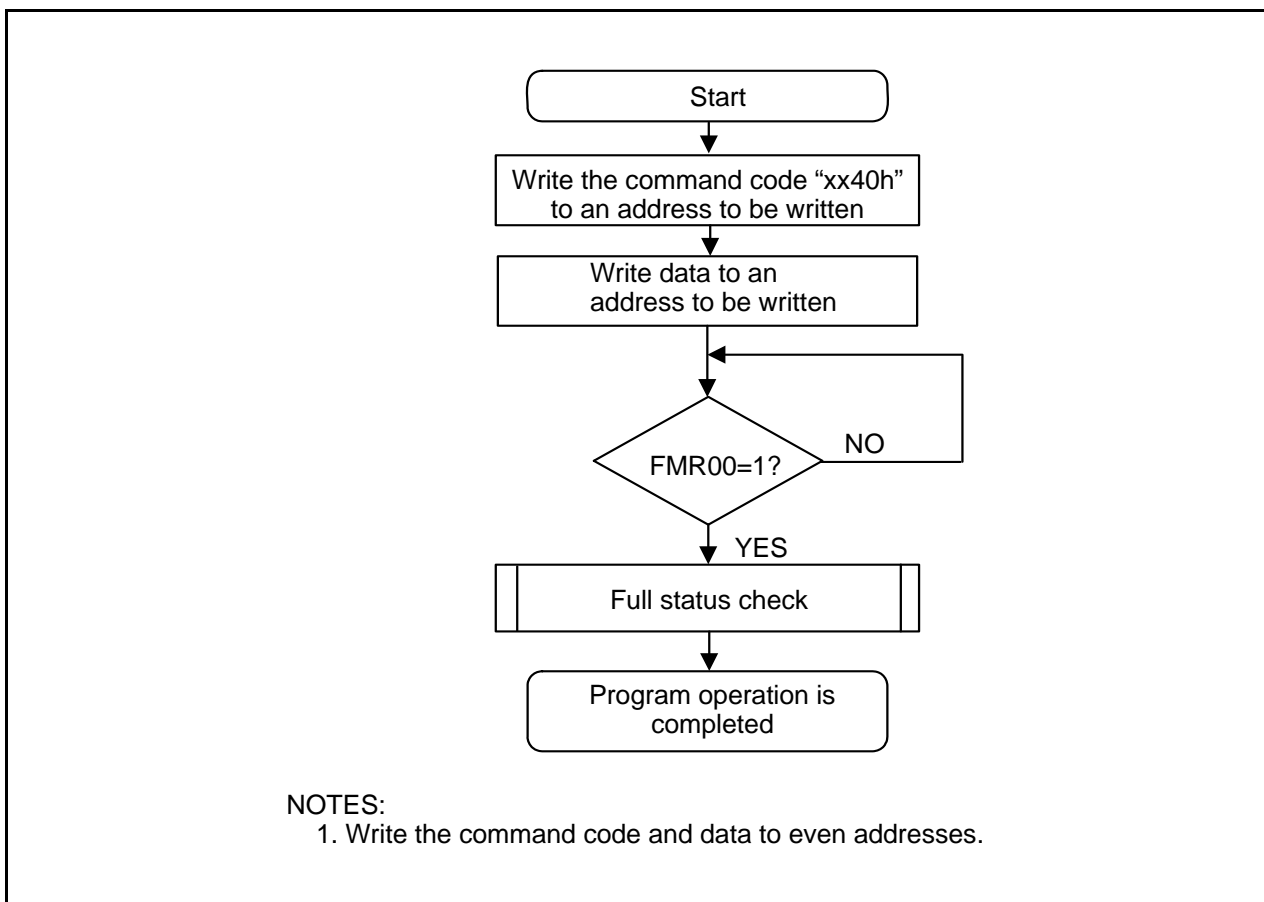 Start
Write the command code “xx40h”
to an address to be written
Write data to an
address to be written
FMR00=1?
NO
YES
Full status check
Program operation is
completed
NOTES:
1. Write the command code and data to even addresses.